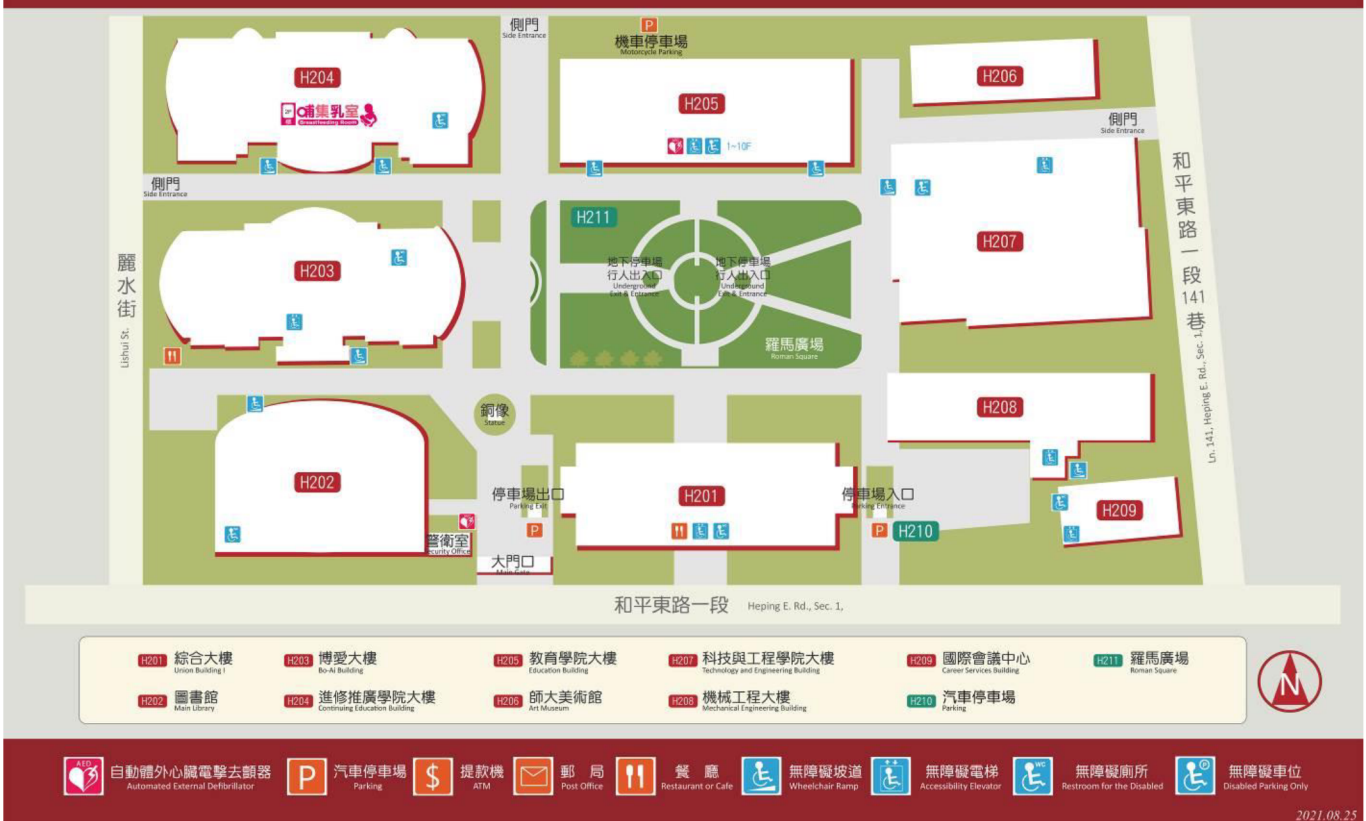 側門
Side Entrance
P
機車停車場
Motorcycle Parking
H204
2F
哺集乳室
Breastfeeding Room
H205
1~10F
H206
側門
Side Entrance
側門
Side Entrance
H211
H207
和平東路一段141巷
Ln. 141, Heping E. Rd., Sec. 1,
麗水街
Lishui St.
H203
地下停車場
行人出入口
Underground
Exit & Entrance
地下停車場
行人出入口
Underground
Exit & Entrance
羅馬廣場
Roman Square
H208
銅像
Statue
H202
停車場出口
Parking Exit
P
H201
停車場入口
Parking Entrance
P
H210
H209
警衛室
Security Office
大門口
Main Gate
和平東路一段 Heping E. Rd., Sec. 1,
H201 綜合大樓
Union Building I
H203 博愛大樓
Bo-Ai Building
H205 教育學院大樓
Education Building
H207 科技與工程學院大樓
Technology and Engineering Building
H209 國際會議中心
Career Services Building
H211 羅馬廣場
Roman Square
H202 圖書館
Main Library
H204 進修推廣學院大樓
Continuing Education Building
H206 師大美術館
Art Museum
H208 機械工程大樓
Mechanical Engineering Building
H210 汽車停車場
Parking
N
AED 自動體外心臟電擊去顫器
Automated External Defibrillator
P 汽車停車場
Parking
$ 提款機
ATM
郵 局
Post Office
餐 廳
Restaurant or Cafe
無障礙坡道
Wheelchair Ramp
無障礙電梯
Accessibility Elevator
WC 無障礙廁所
Restroom for the Disabled
P 無障礙車位
Disabled Parking Only
2021.08.25